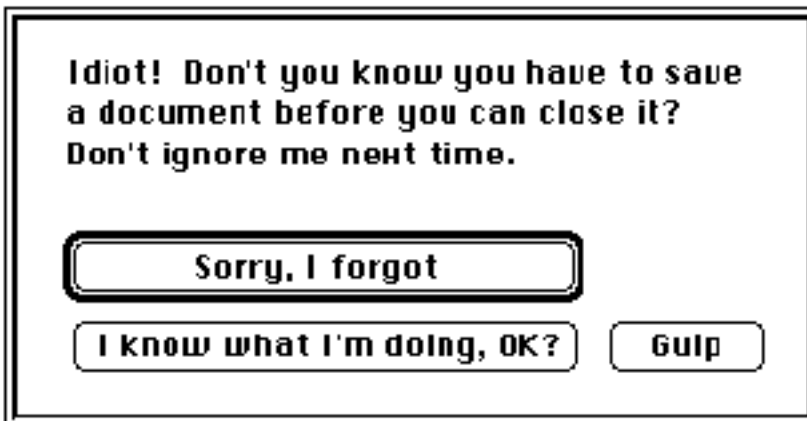 Idiot! Don't you know you have to save
a document before you can close it?
Don't ignore me next time.
Sorry, I forgot
I know what I'm doing, OK?
Gulp